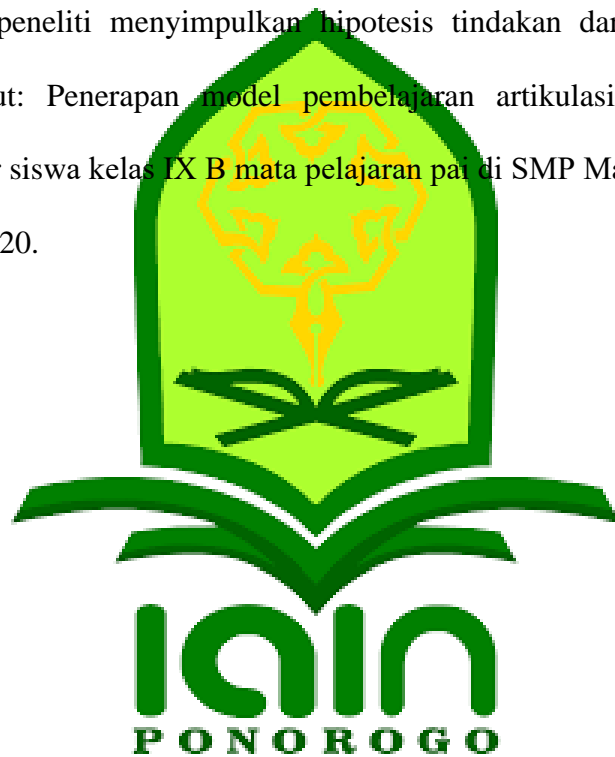 peneliti menyimpulkan hipotesis tindakan dar
ut: Penerapan model pembelajaran artikulasi
siswa kelas IX B mata pelajaran pai di SMP Ma
20.
iain
PONOROGO